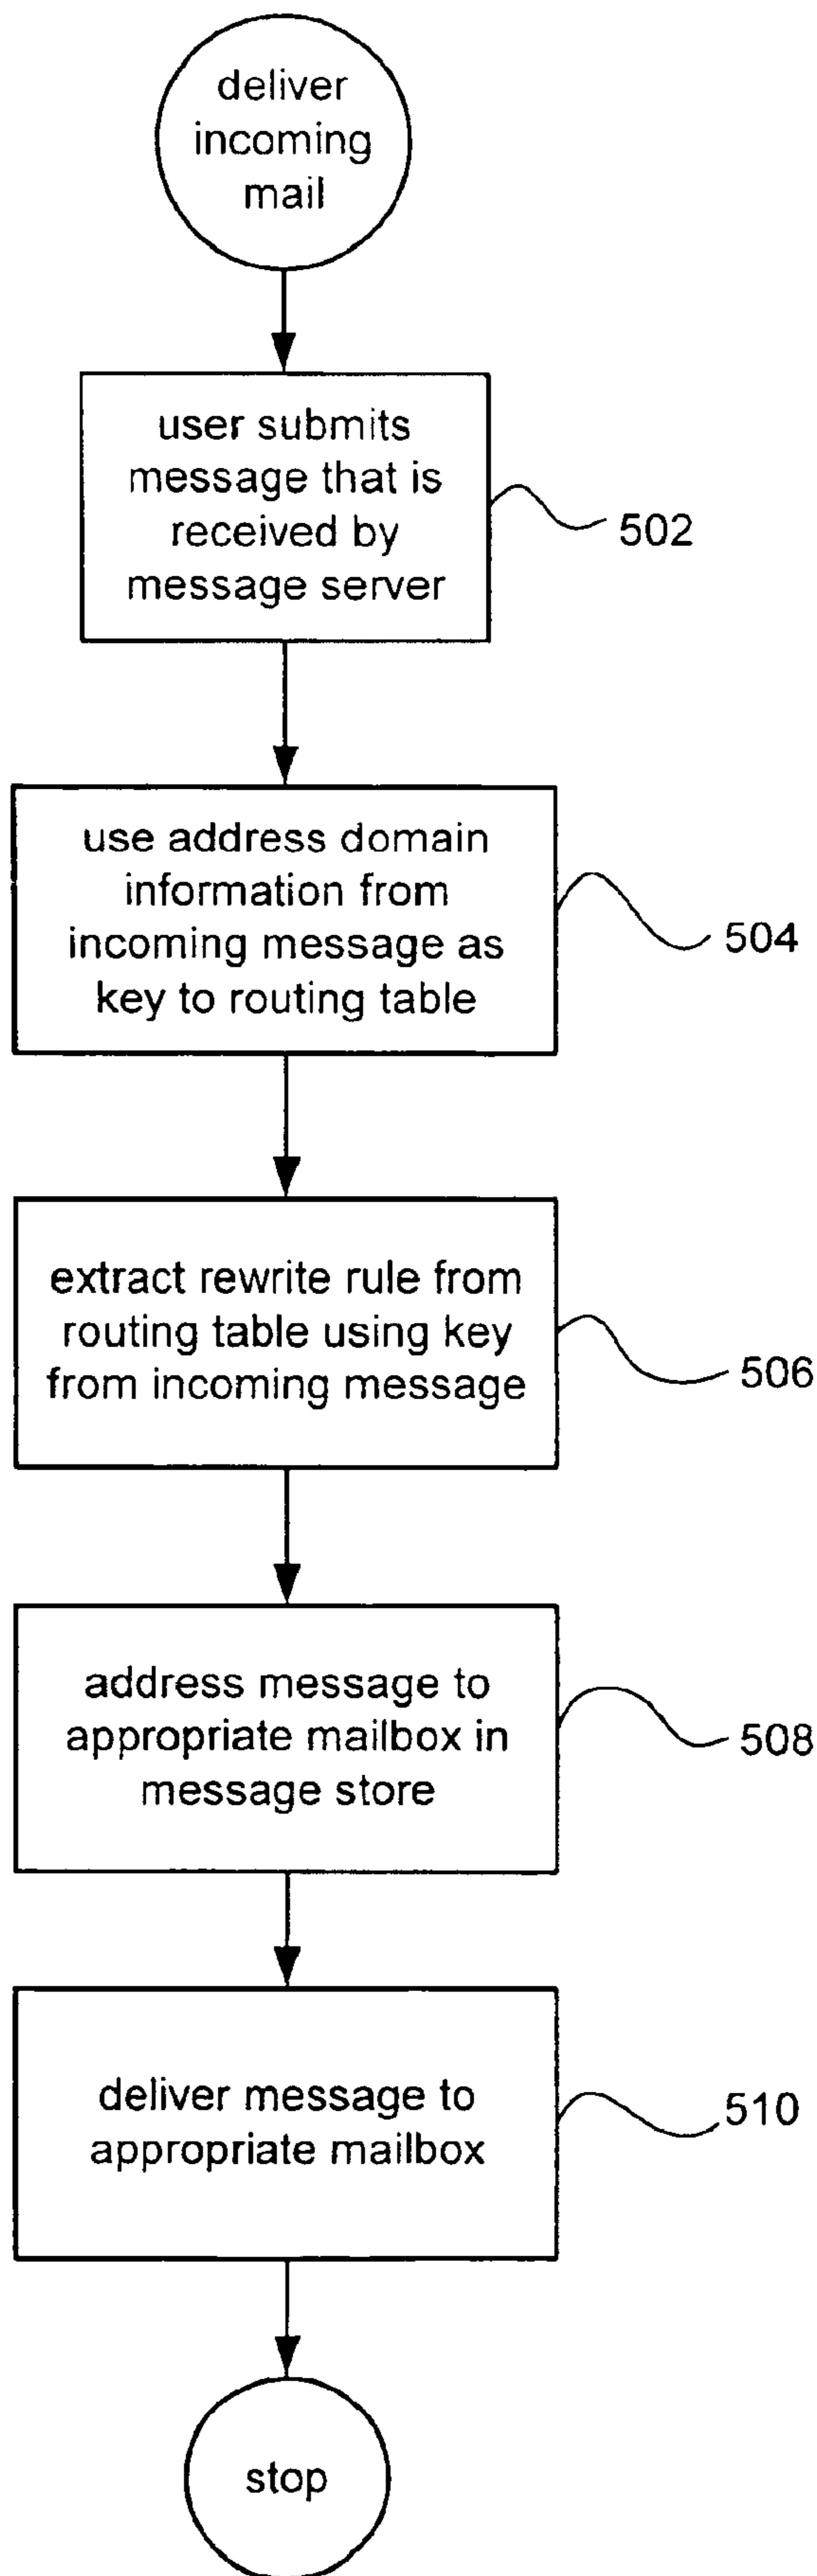 deliver
incoming
mail
user submits
message that is
received by
message server
502
use address domain
information from
incoming message as
key to routing table
504
extract rewrite rule from
routing table using key
from incoming message
506
address message to
appropriate mailbox in
message store
508
deliver message to
appropriate mailbox
510
stop